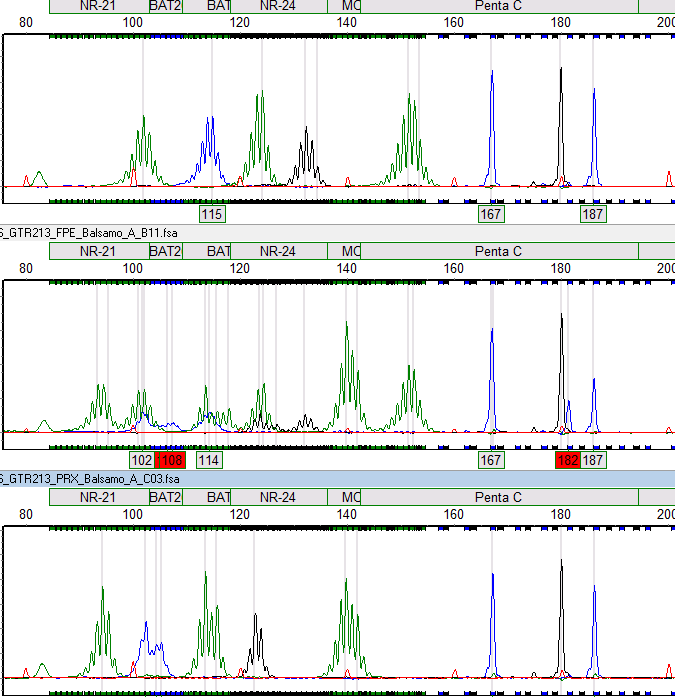 NR-21 BAT2 BAT NR-24 MO Penta C
80 100 120 140 160 180 200
115 167 187
S_GTR213_FPE_Balsamo_A_B11.fsa
NR-21 BAT2 BAT NR-24 MO Penta C
80 100 120 140 160 180 200
102 108 114 167 182 187
S_GTR213_PRX_Balsamo_A_C03.fsa
NR-21 BAT2 BAT NR-24 MO Penta C
80 100 120 140 160 180 200